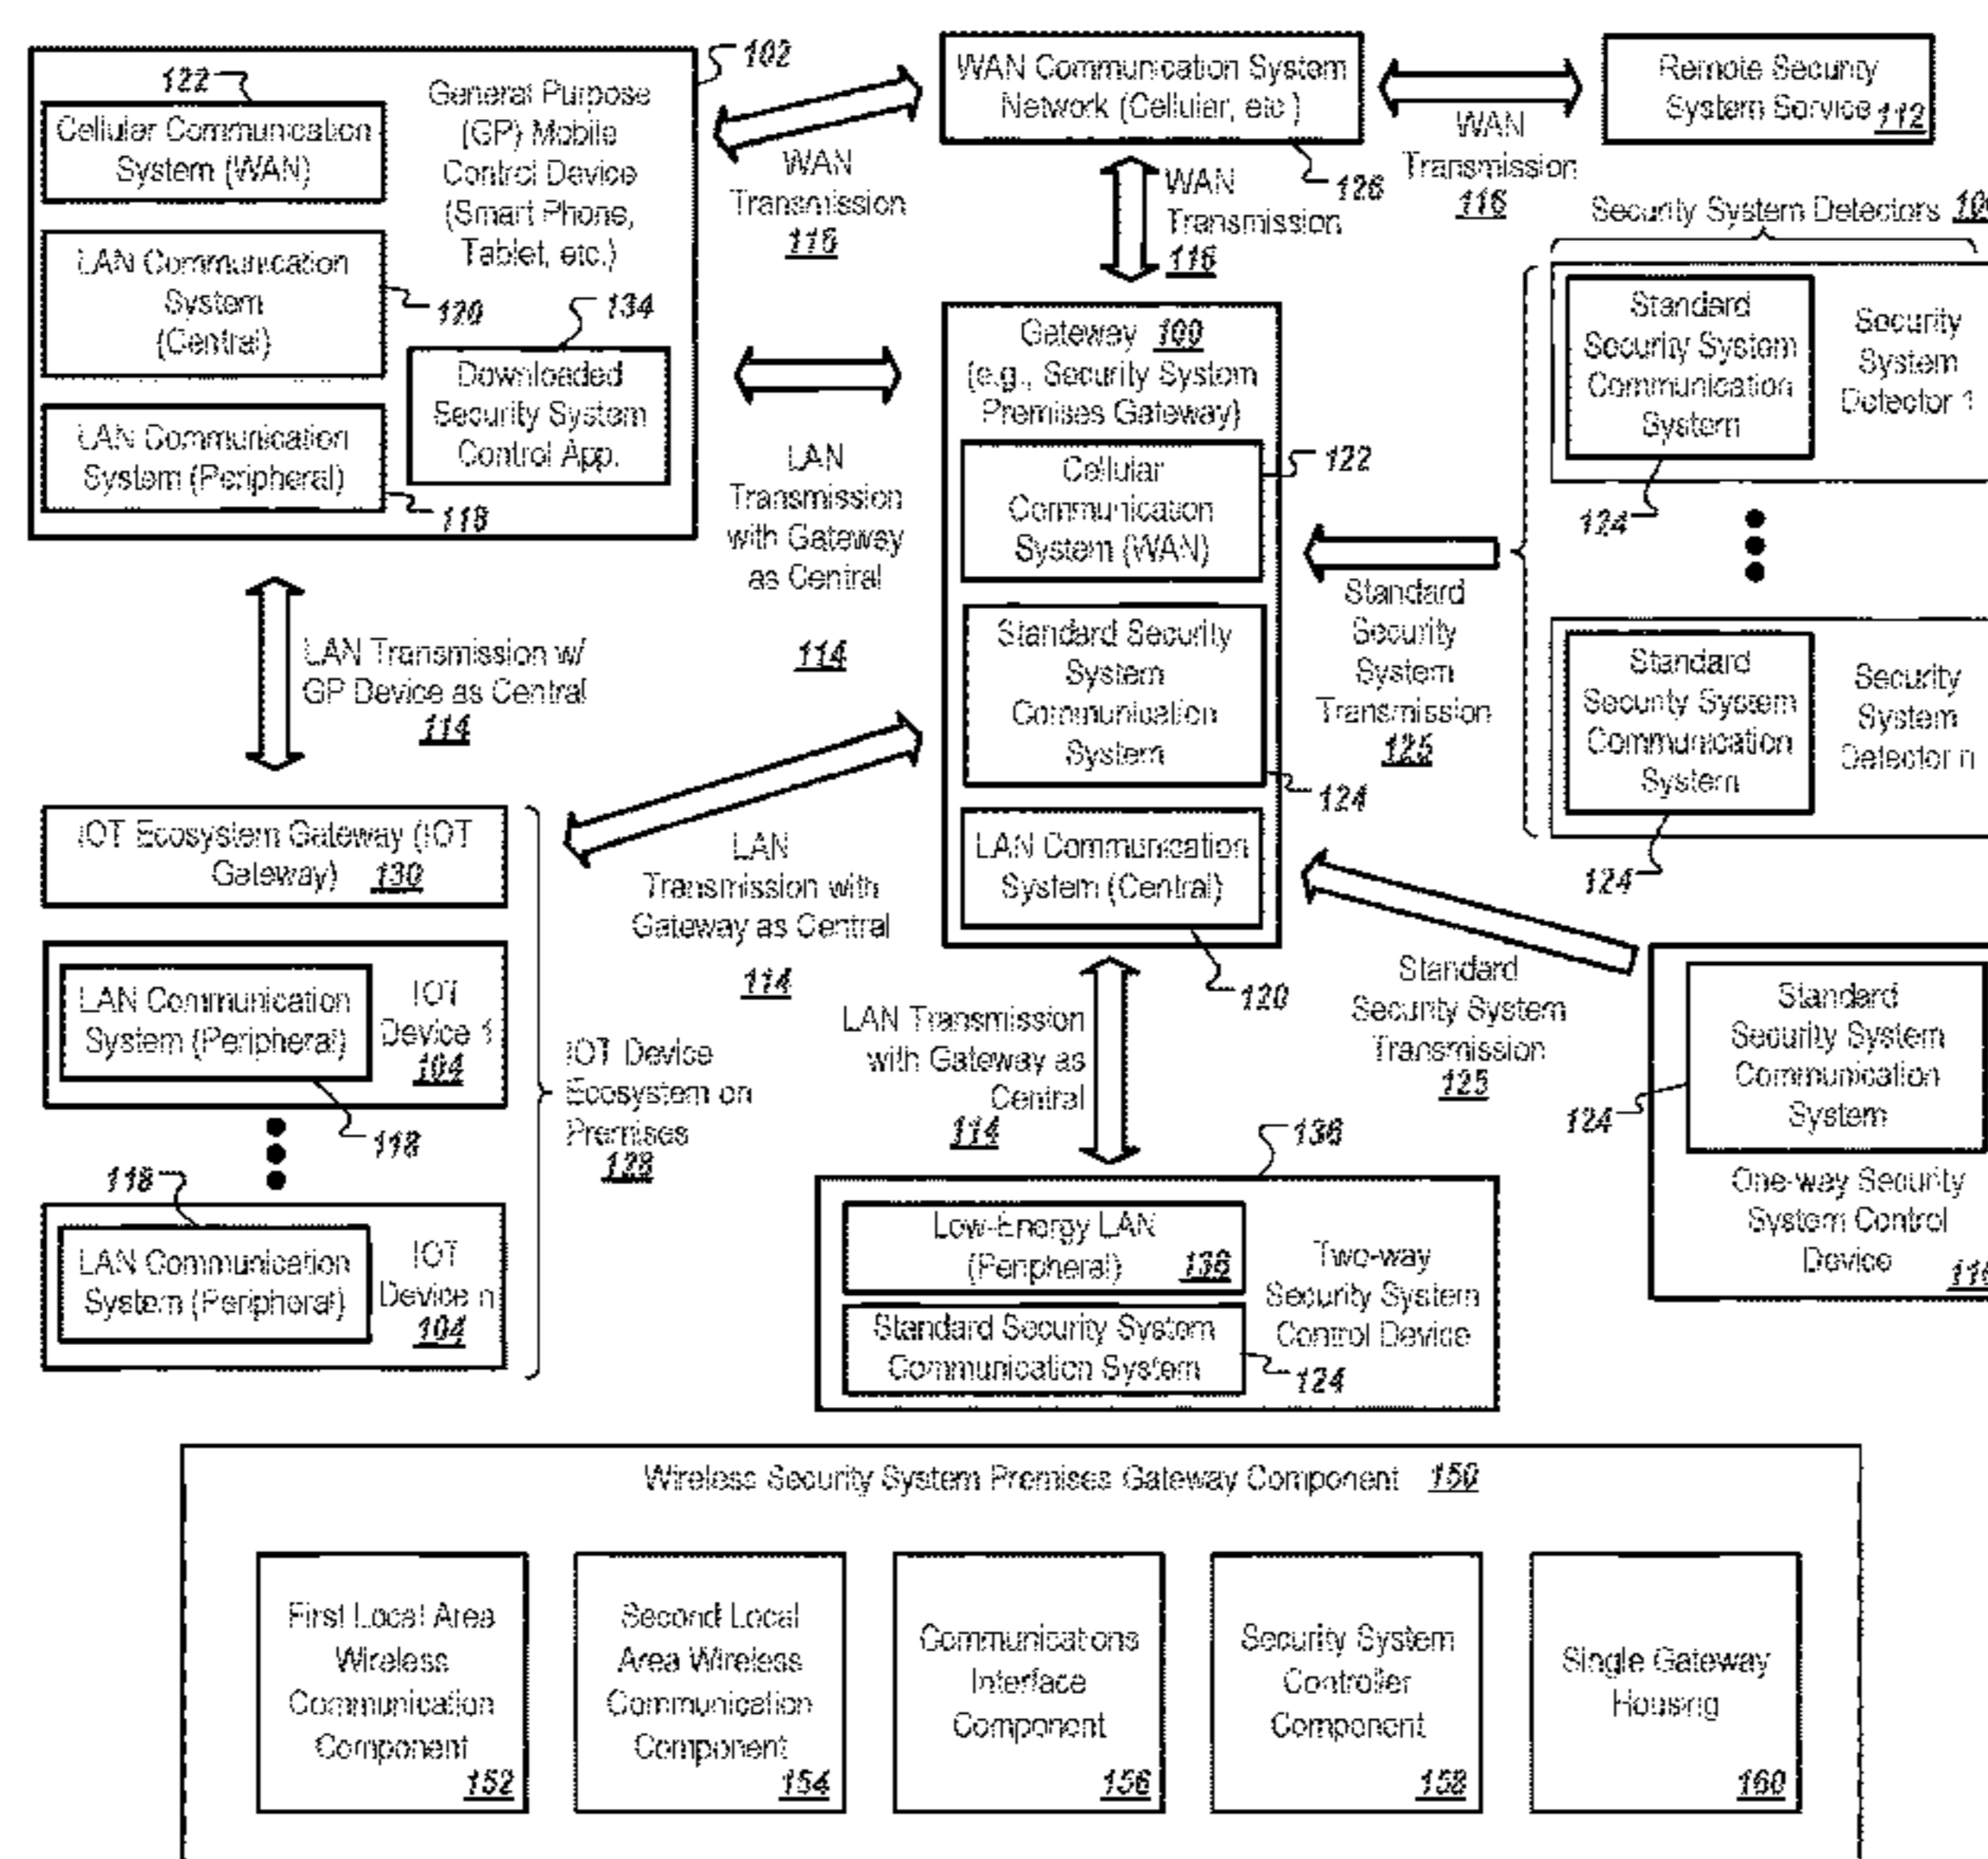 102
122
Cellular Communication
System (WAN)
General Purpose
(GP) Mobile
Control Device
(Smart Phone,
Tablet, etc.)
LAN Communication
System
(Central)
120
134
Downloaded
Security System
Control App.
LAN Communication
System (Peripheral)
118
WAN
Transmission
116
WAN Communication System
Network (Cellular, etc.)
126
WAN
Transmission
116
WAN
Transmission
116
Remote Security
System Service 112
Security System Detectors
Standard
Security System
Communication
System
Security
System
Detector 1
124
Standard
Security System
Communication
System
Security
System
Detector n
124
LAN
Transmission
with Gateway
as Central
114
Gateway 100
(e.g., Security System
Premises Gateway)
Cellular
Communication
System (WAN)
122
Standard Security
System
Communication
System
124
LAN Communication
System (Central)
120
Standard
Security
System
Transmission
125
LAN Transmission w/
GP Device as Central
114
IOT Ecosystem Gateway (IOT
Gateway) 130
LAN Communication
System (Peripheral)
IOT
Device 1
104
118
118
LAN Communication
System (Peripheral)
IOT
Device n
104
IOT Device
Ecosystem on
Premises
128
LAN
Transmission with
Gateway as Central
114
LAN Transmission
with Gateway as
Central
114
Standard
Security System
Transmission
125
Standard
Security System
Communication
System
124
One-way Security
System Control
Device
136
Low-Energy LAN
(Peripheral)
Two-way
Security System
Control Device
Standard Security System
Communication System
124
Wireless Security System Premises Gateway Component 150
First Local Area
Wireless
Communication
Component
152
Second Local
Area Wireless
Communication
Component
154
Communications
Interface
Component
156
Security System
Controller
Component
158
Single Gateway
Housing
160